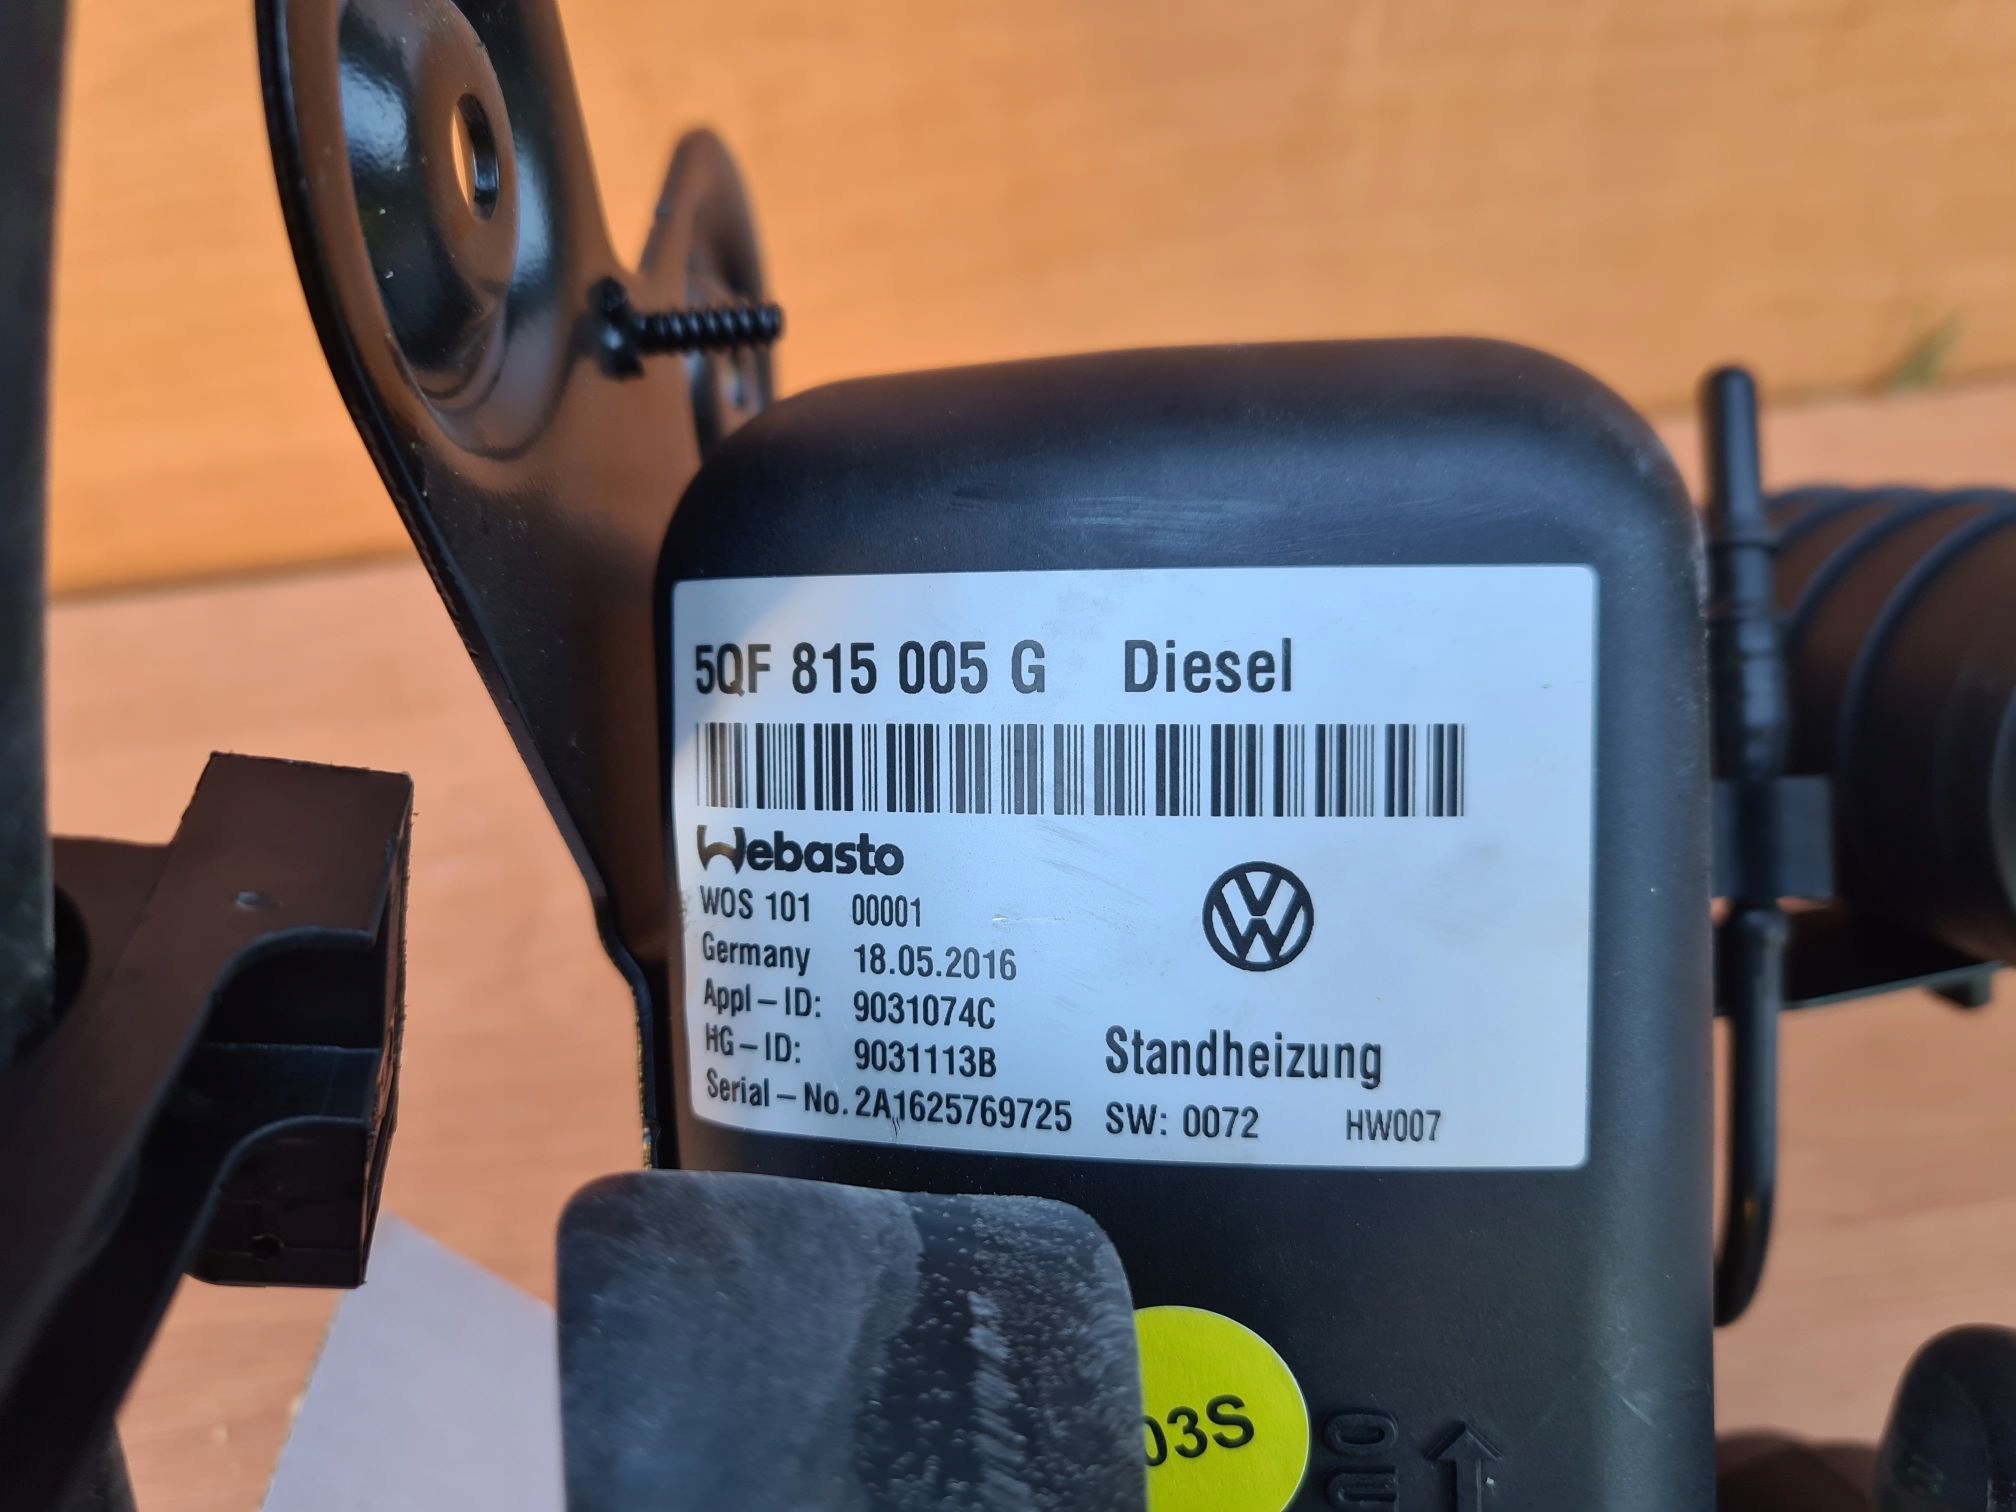 5QF 815 005 G Diesel
Webasto
WOS 101 00001
Germany 18.05.2016
Appl-ID: 9031074C
HG-ID: 9031113B
Standheizung
Serial-No. 2A1625769725 SW: 0072 HW007
03S